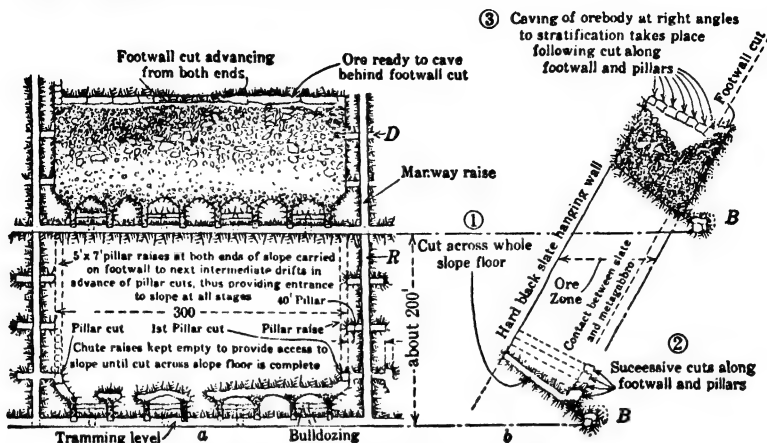 ③ Caving of orebody at right angles
to stratification takes place
following cut along
footwall and pillars
Footwall cut
Footwall cut advancing
from both ends
Ore ready to cave
behind footwall cut
D
Manway raise
①
Cut across whole
slope floor
Hard black slate hanging wall
Ore
Zone
Contact between slate
and metagabbro
B
5'x 7' pillar raises at both ends of slope carried
on footwall to next intermediate drifts in
advance of pillar cuts, thus providing entrance
to slope at all stages
R
40' Pillar
300
Pillar cut
1st Pillar cut
Pillar raise
Chute raises kept empty to provide access to
slope until cut across slope floor is complete
about 200'
②
Successive cuts along
footwall and pillars
B
Tramming level
a
Bulldozing
b